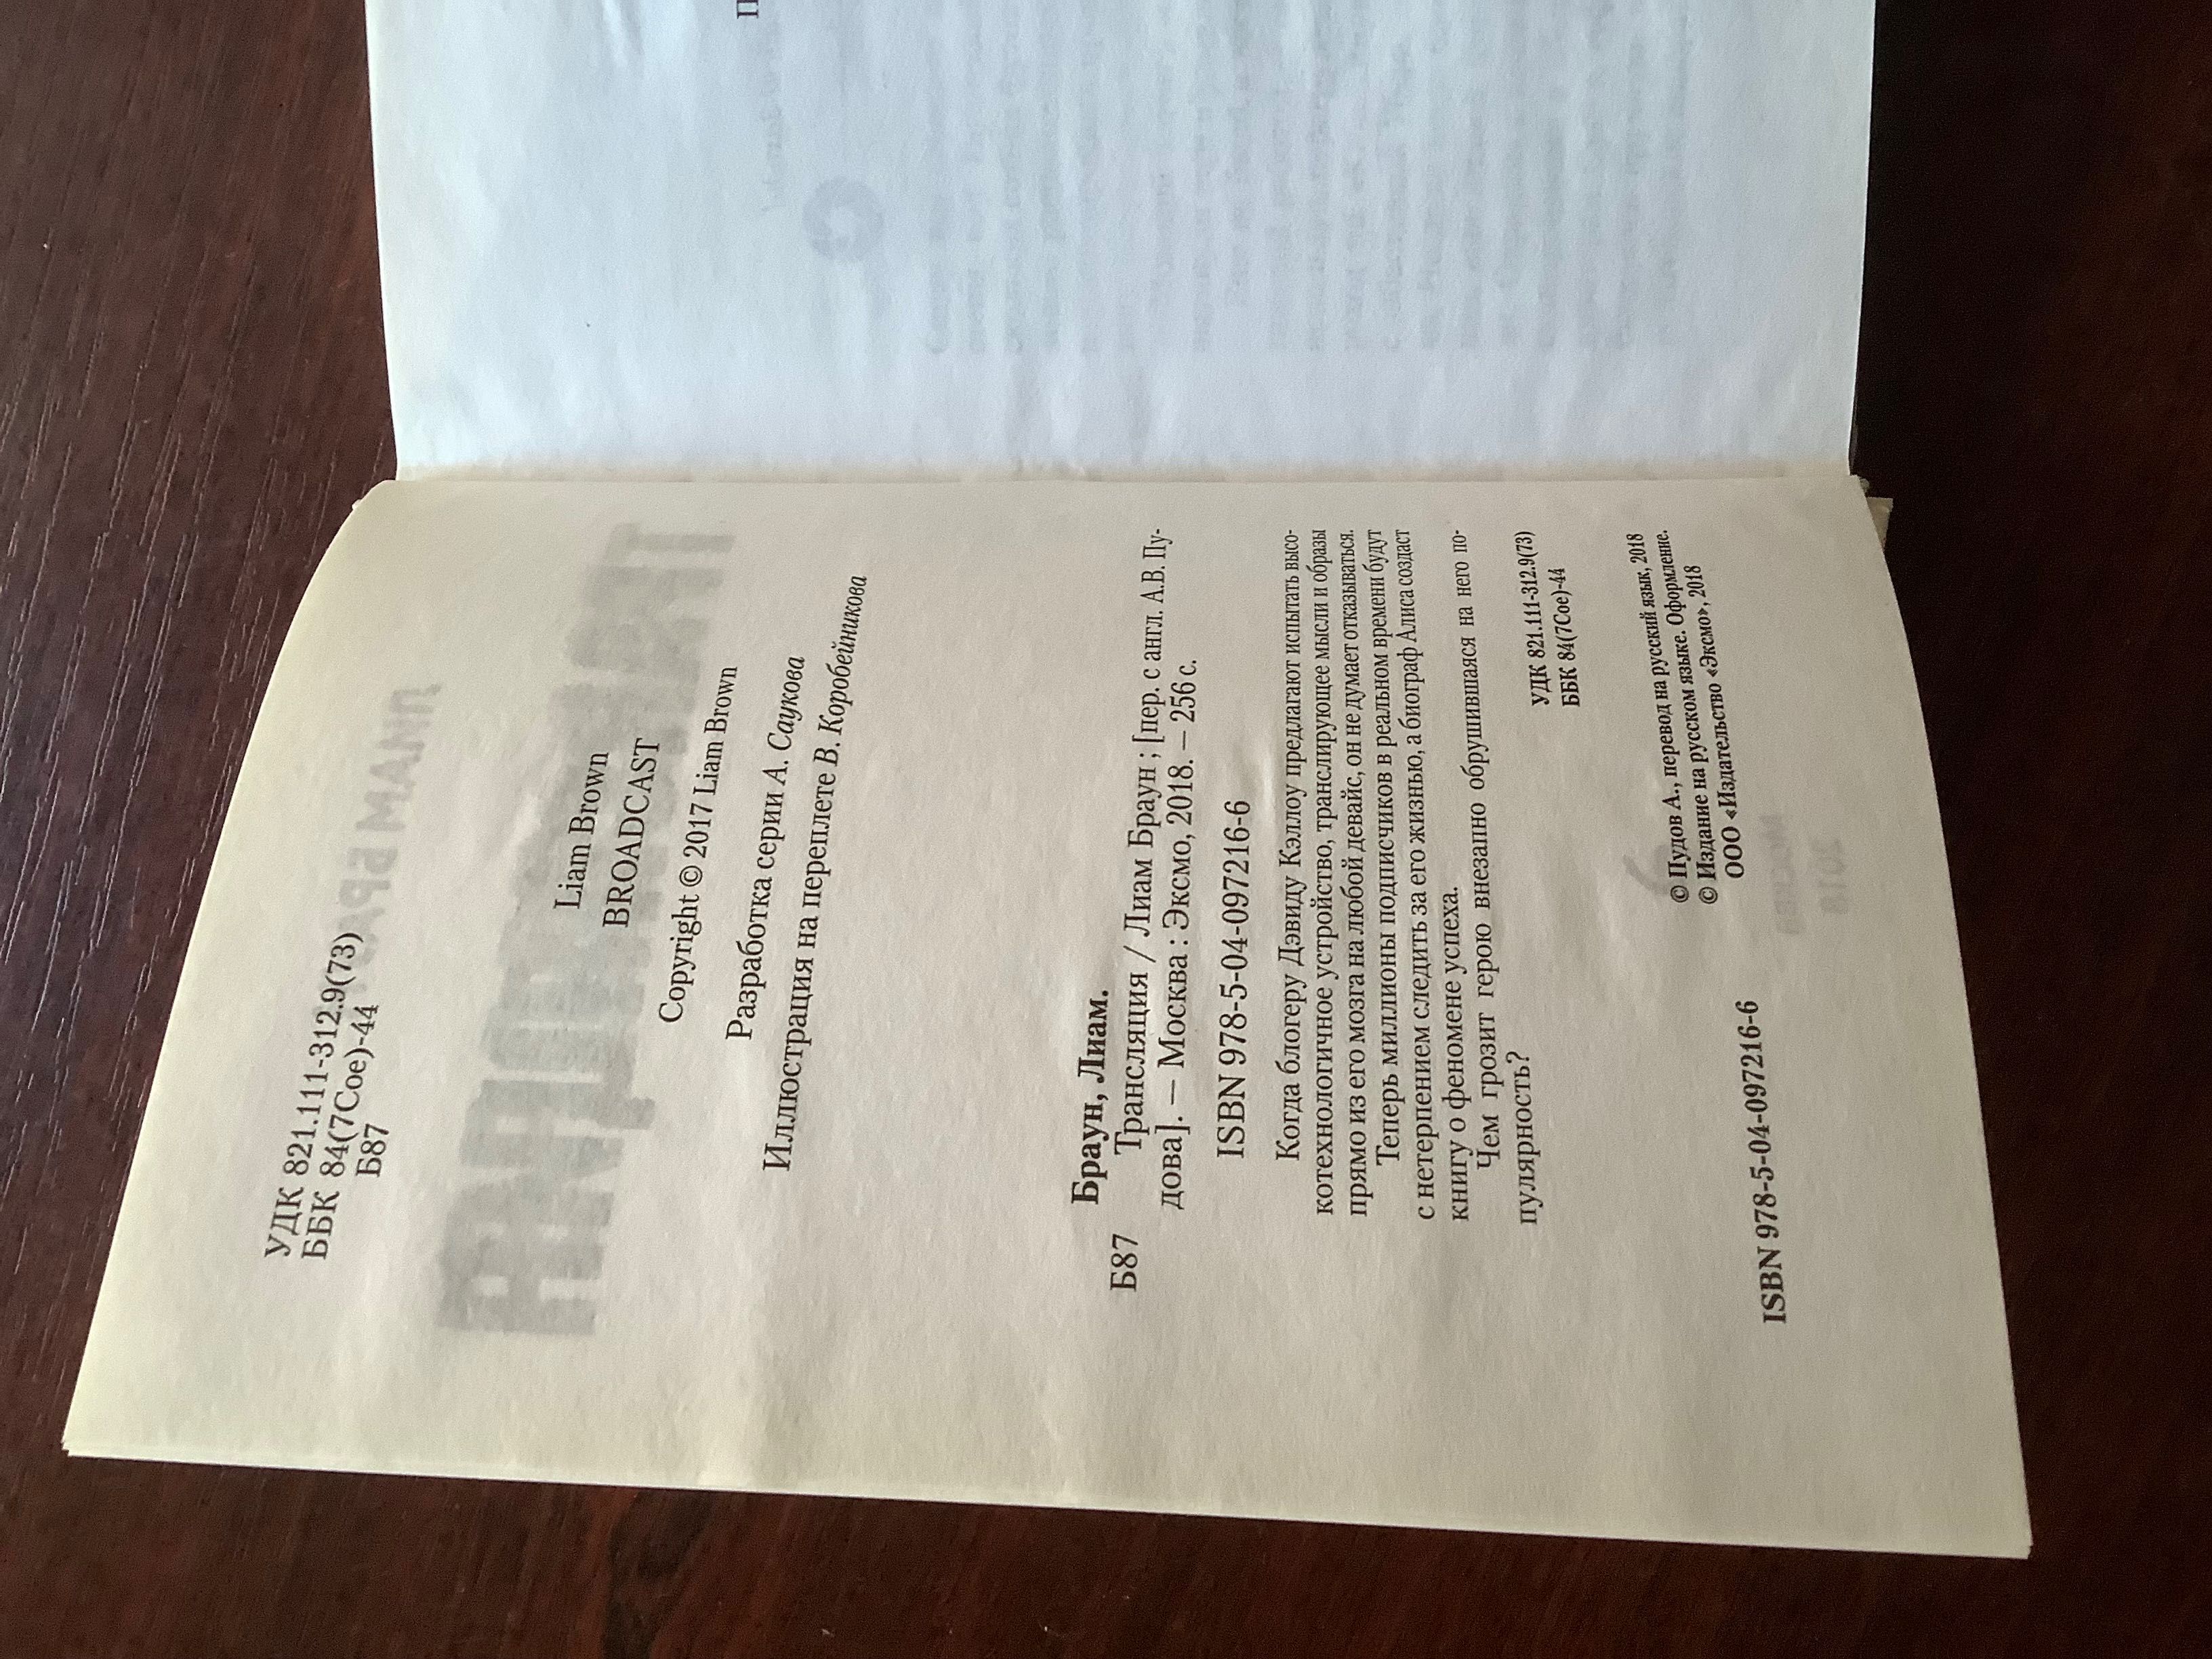 УДК 821.111-312.9(73)
ББК 84(7Сое)-44
Б87
Liam Brown
BROADCAST
Copyright © 2017 Liam Brown
Разработка серии А. Саукова
Иллюстрация на переплете В. Коробейникова
Браун, Лиам.
Б87 Трансляция / Лиам Браун ; [пер. с англ. А.В. Пу-
дова]. — Москва : Эксмо, 2018. — 256 с.
ISBN 978-5-04-097216-6
Когда блогеру Дэвиду Кэллоу предлагают испытать высо-
котехнологичное устройство, транслирующее мысли и образы
прямо из его мозга на любой девайс, он не думает отказываться.
Теперь миллионы подписчиков в реальном времени будут
с нетерпением следить за его жизнью, а биограф Алиса создаст
книгу о феномене успеха.
Чем грозит герою внезапно обрушившаяся на него по-
пулярность?
УДК 821.111-312.9(73)
ББК 84(7Сое)-44
© Пудов А., перевод на русский язык, 2018
© Издание на русском языке. Оформление.
ООО «Издательство «Эксмо», 2018
ISBN 978-5-04-097216-6